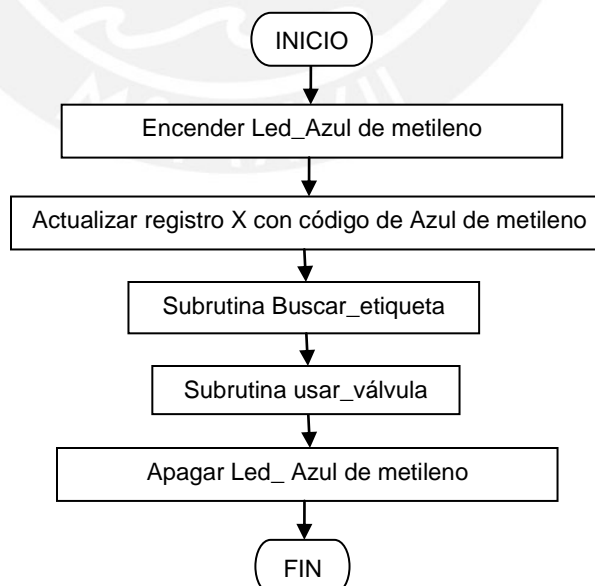 INICIO
Encender Led_Azul de metileno
Actualizar registro X con código de Azul de metileno
Subrutina Buscar_etiqueta
Subrutina usar_válvula
Apagar Led_ Azul de metileno
FIN